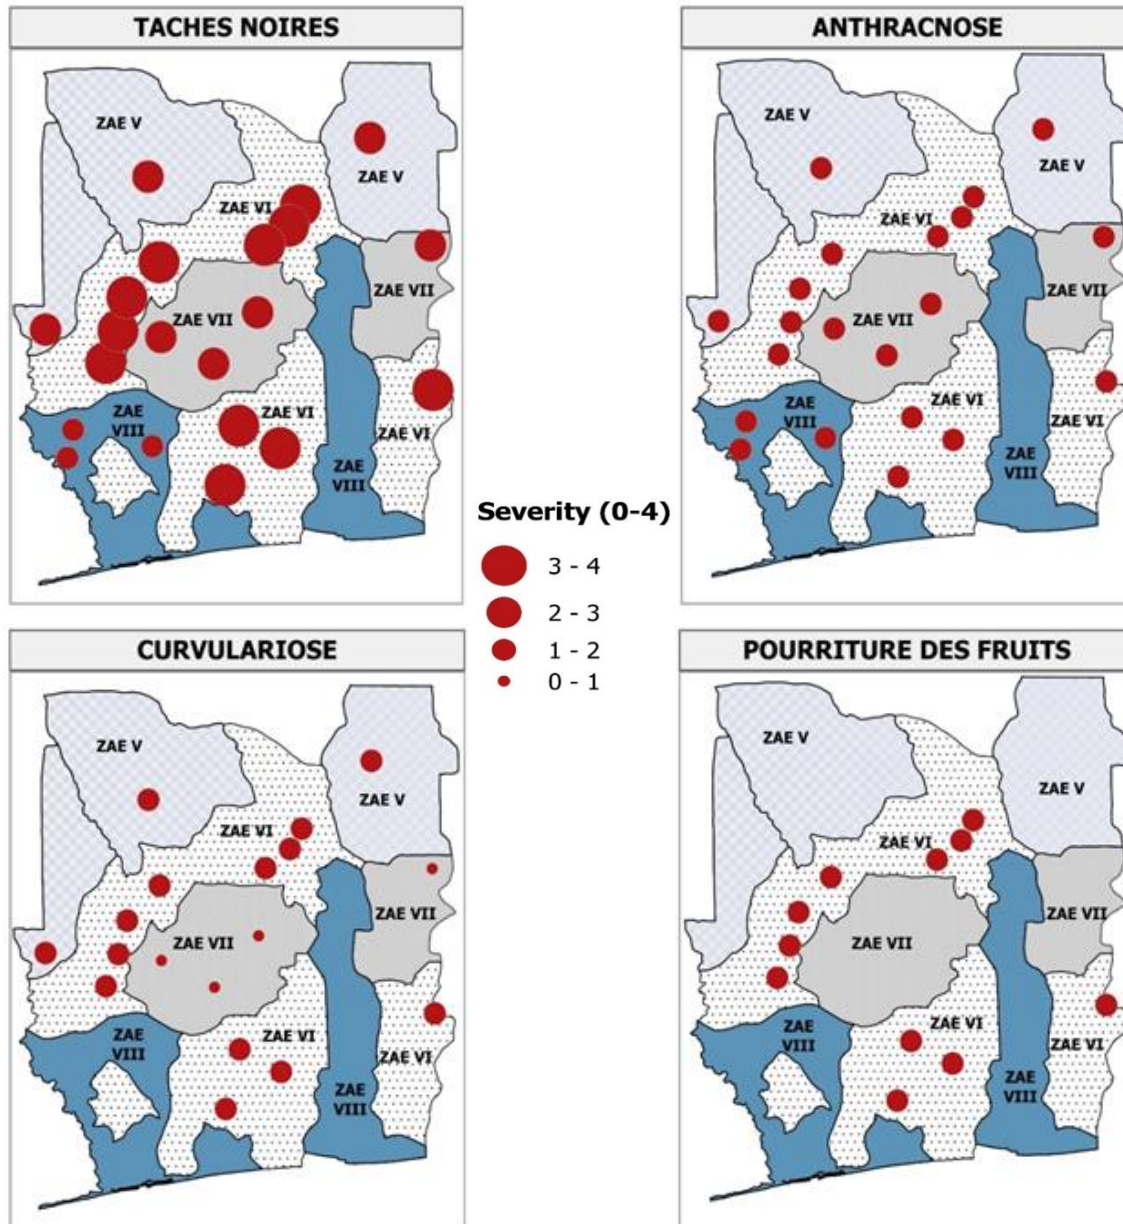 TACHES NOIRES
ZAE V
ZAE V
ZAE VI
ZAE VII
ZAE VII
ZAE
VIII
ZAE VI
ZAE VI
ZAE
VIII
ANTHRACNOSE
ZAE V
ZAE V
ZAE VI
ZAE VII
ZAE VII
ZAE
VIII
ZAE VI
ZAE VI
ZAE
VIII
Severity (0-4)
3 - 4
2 - 3
1 - 2
0 - 1
CURVULARIOSE
ZAE V
ZAE V
ZAE VI
ZAE VII
ZAE VII
ZAE
VIII
ZAE VI
ZAE VI
ZAE
VIII
POURRITURE DES FRUITS
ZAE V
ZAE V
ZAE VI
ZAE VII
ZAE VII
ZAE
VIII
ZAE VI
ZAE VI
ZAE
VIII